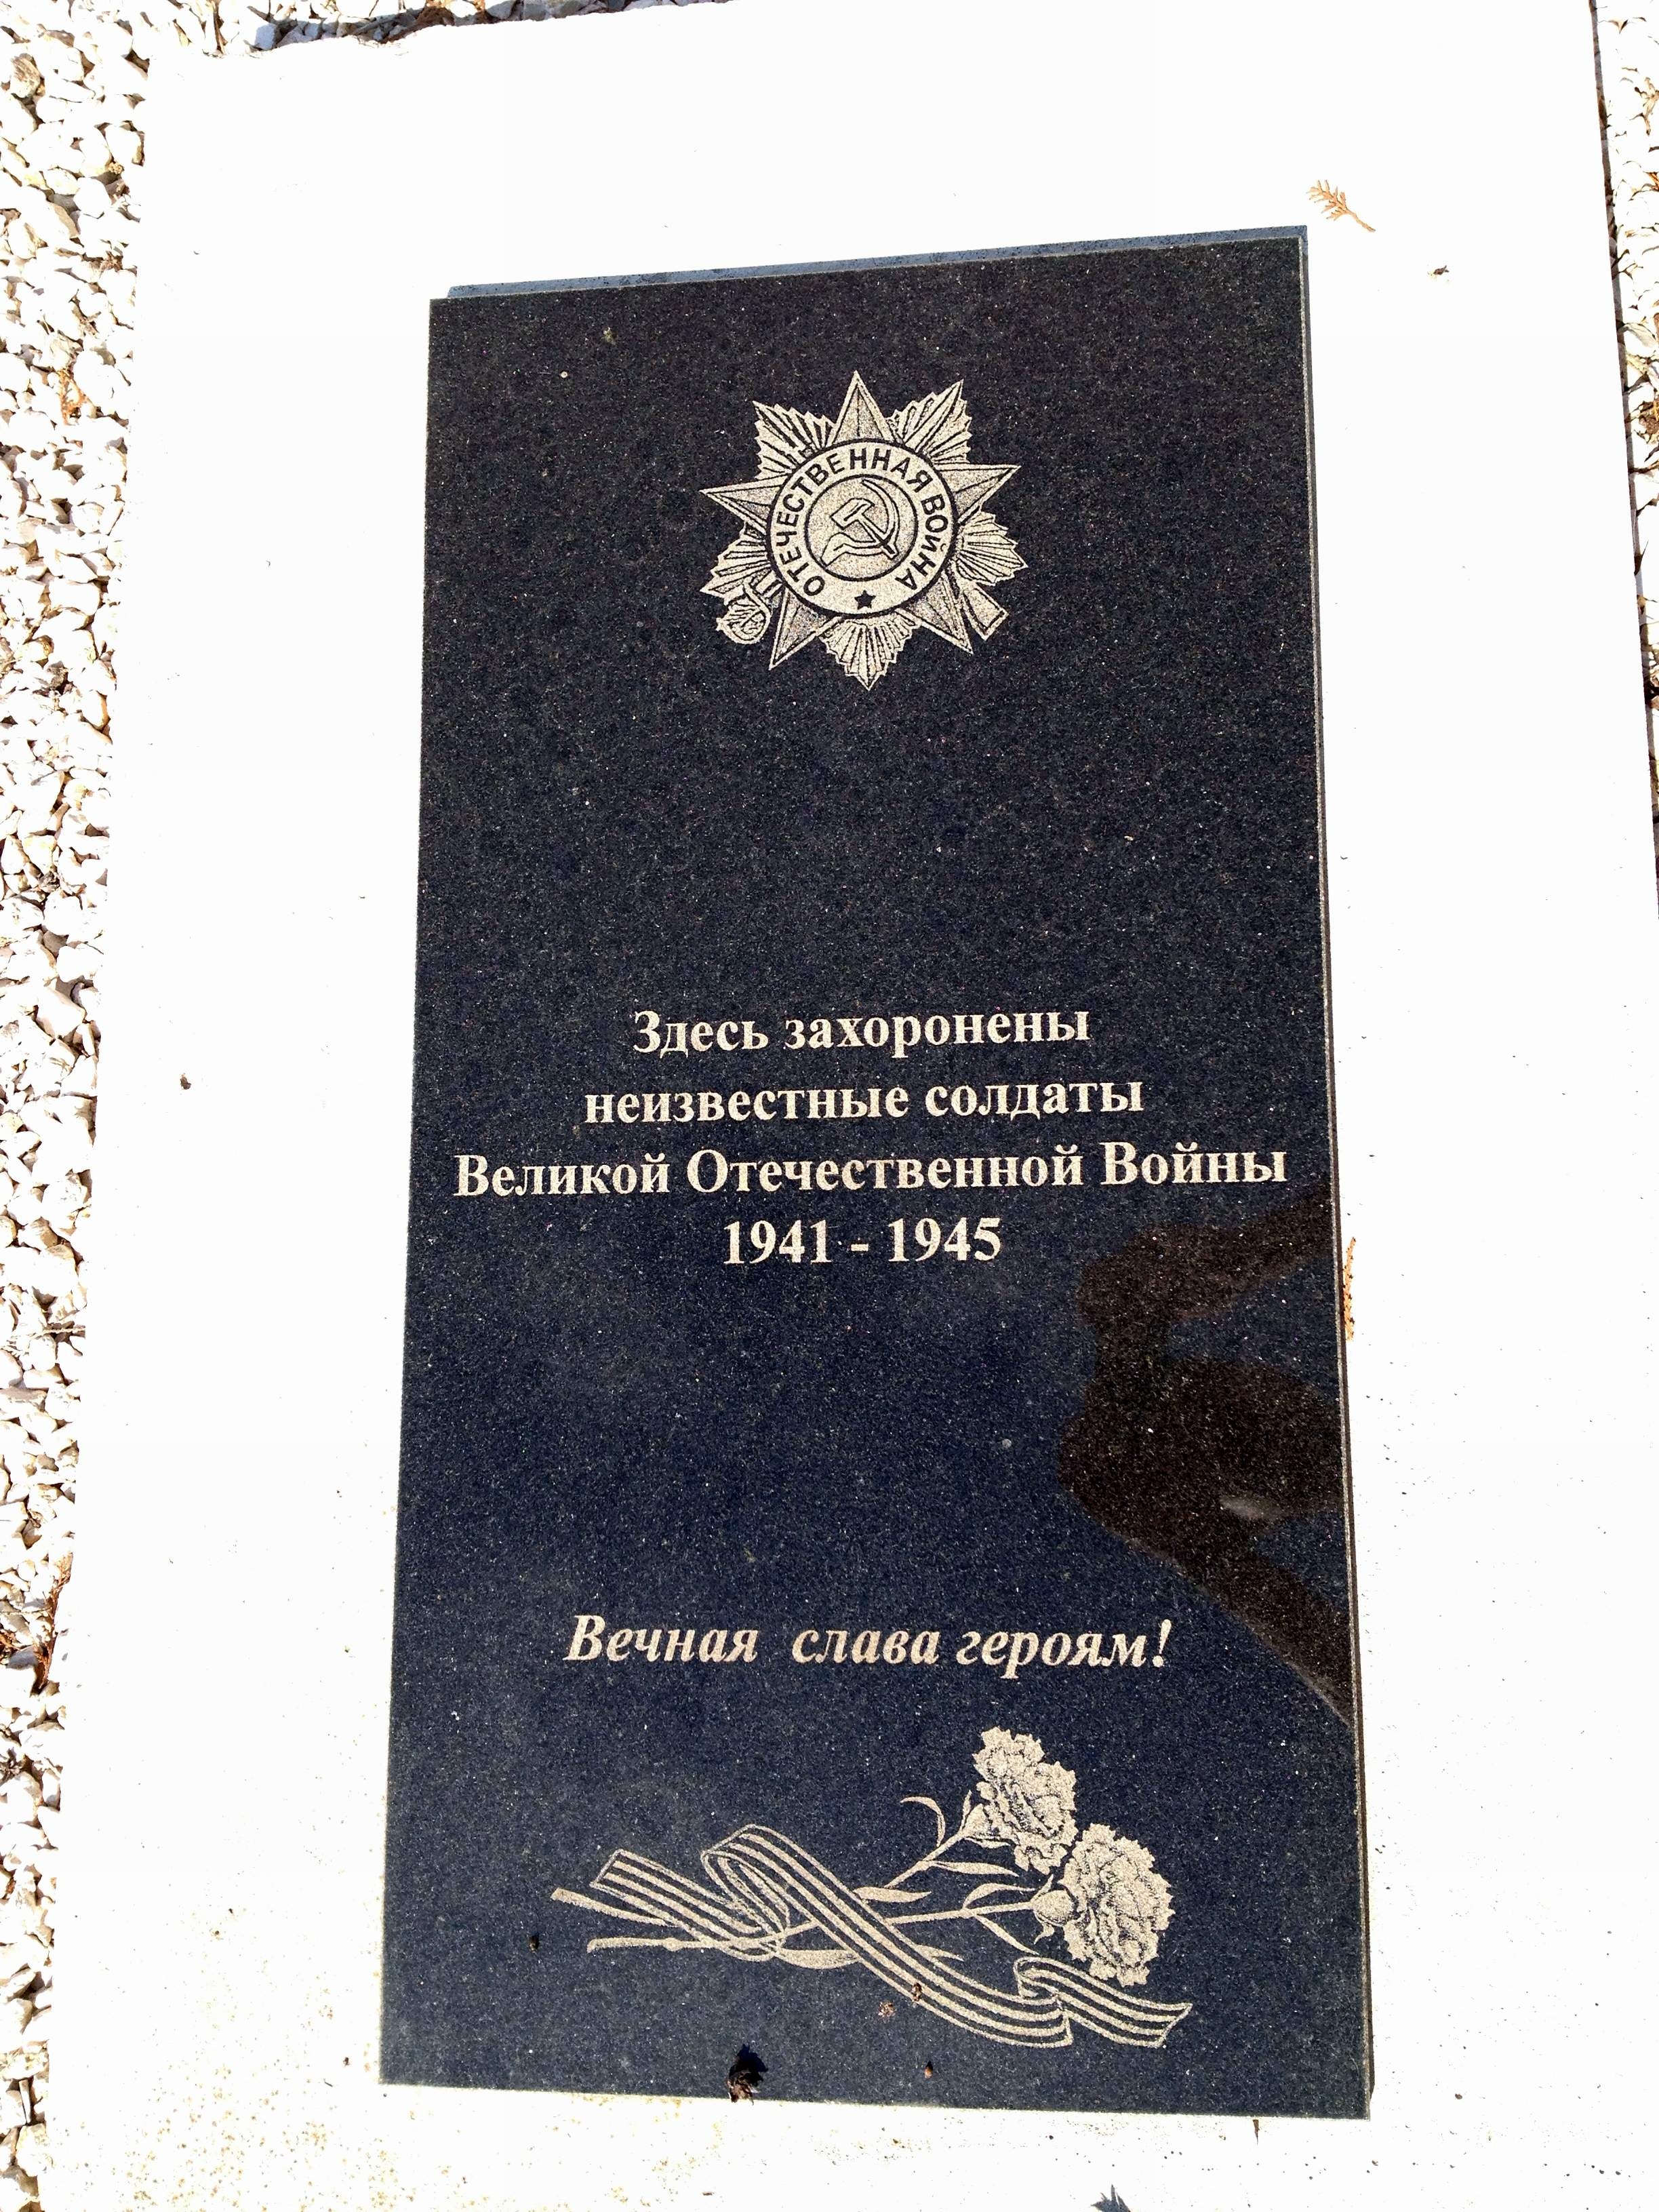 ОТЕЧЕСТВЕННАЯ ВОЙНА
Здесь захоронены
неизвестные солдаты
Великой Отечественной Войны
1941 - 1945
Вечная слава героям!